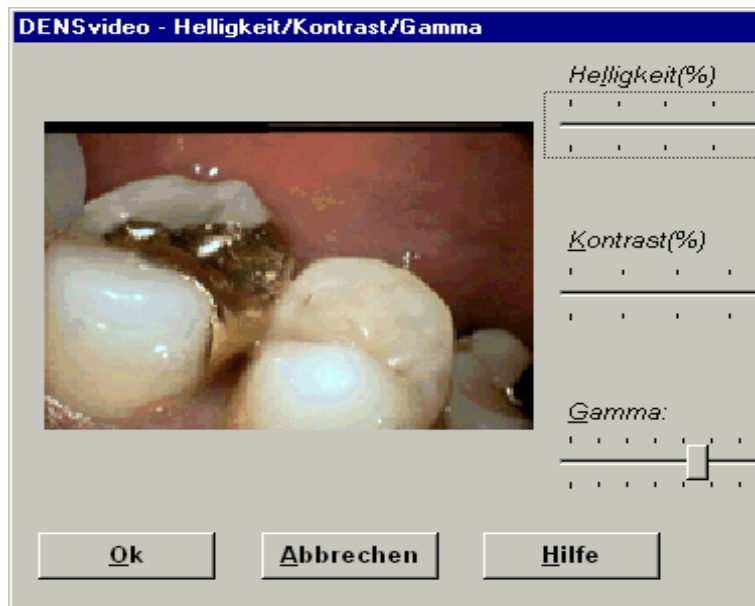 DENSvideo - Helligkeit/Kontrast/Gamma
Helligkeit(%)
Kontrast(%)
Gamma:
Ok
Abbrechen
Hilfe